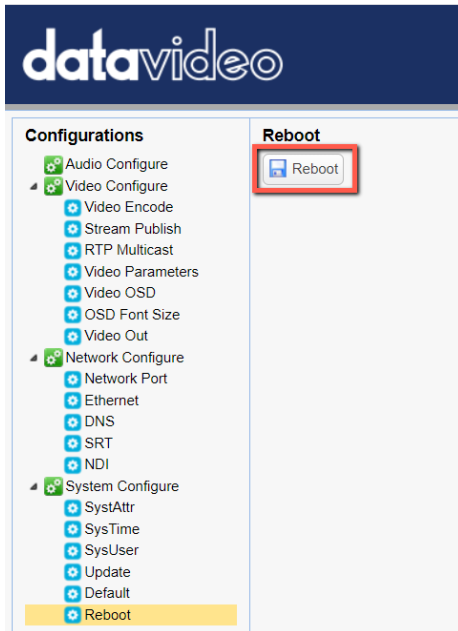 datavideo
Configurations
Audio Configure
Video Configure
Video Encode
Stream Publish
RTP Multicast
Video Parameters
Video OSD
OSD Font Size
Video Out
Network Configure
Network Port
Ethernet
DNS
SRT
NDI
System Configure
SystAttr
SysTime
SysUser
Update
Default
Reboot
Reboot
Reboot